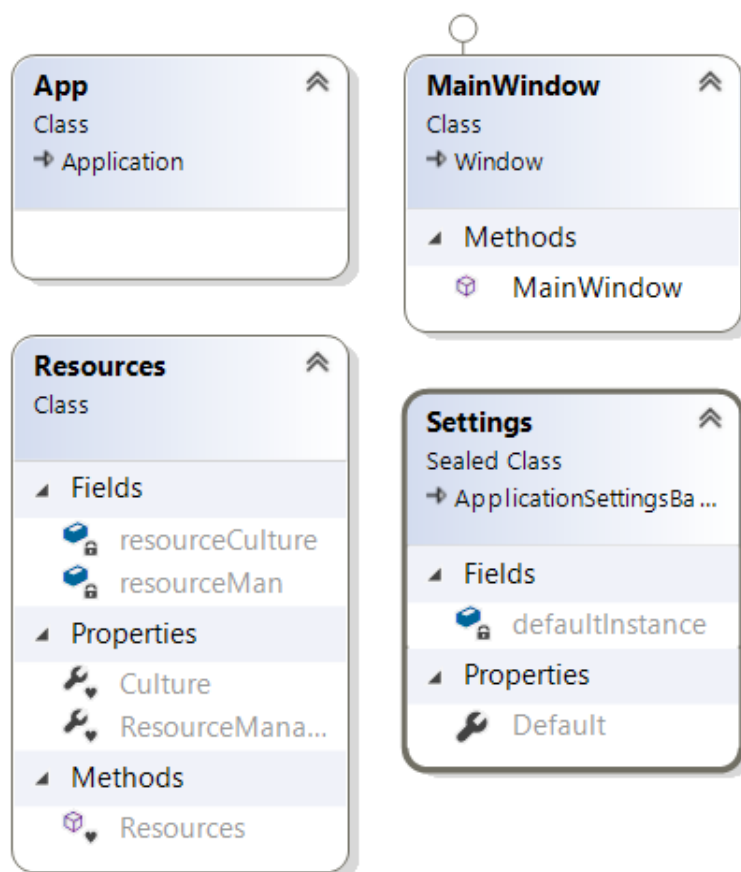 App
Class
Application
MainWindow
Class
Window
Methods
MainWindow
Resources
Class
Fields
resourceCulture
resourceMan
Properties
Culture
ResourceMana...
Methods
Resources
Settings
Sealed Class
ApplicationSettingsBa...
Fields
defaultInstance
Properties
Default